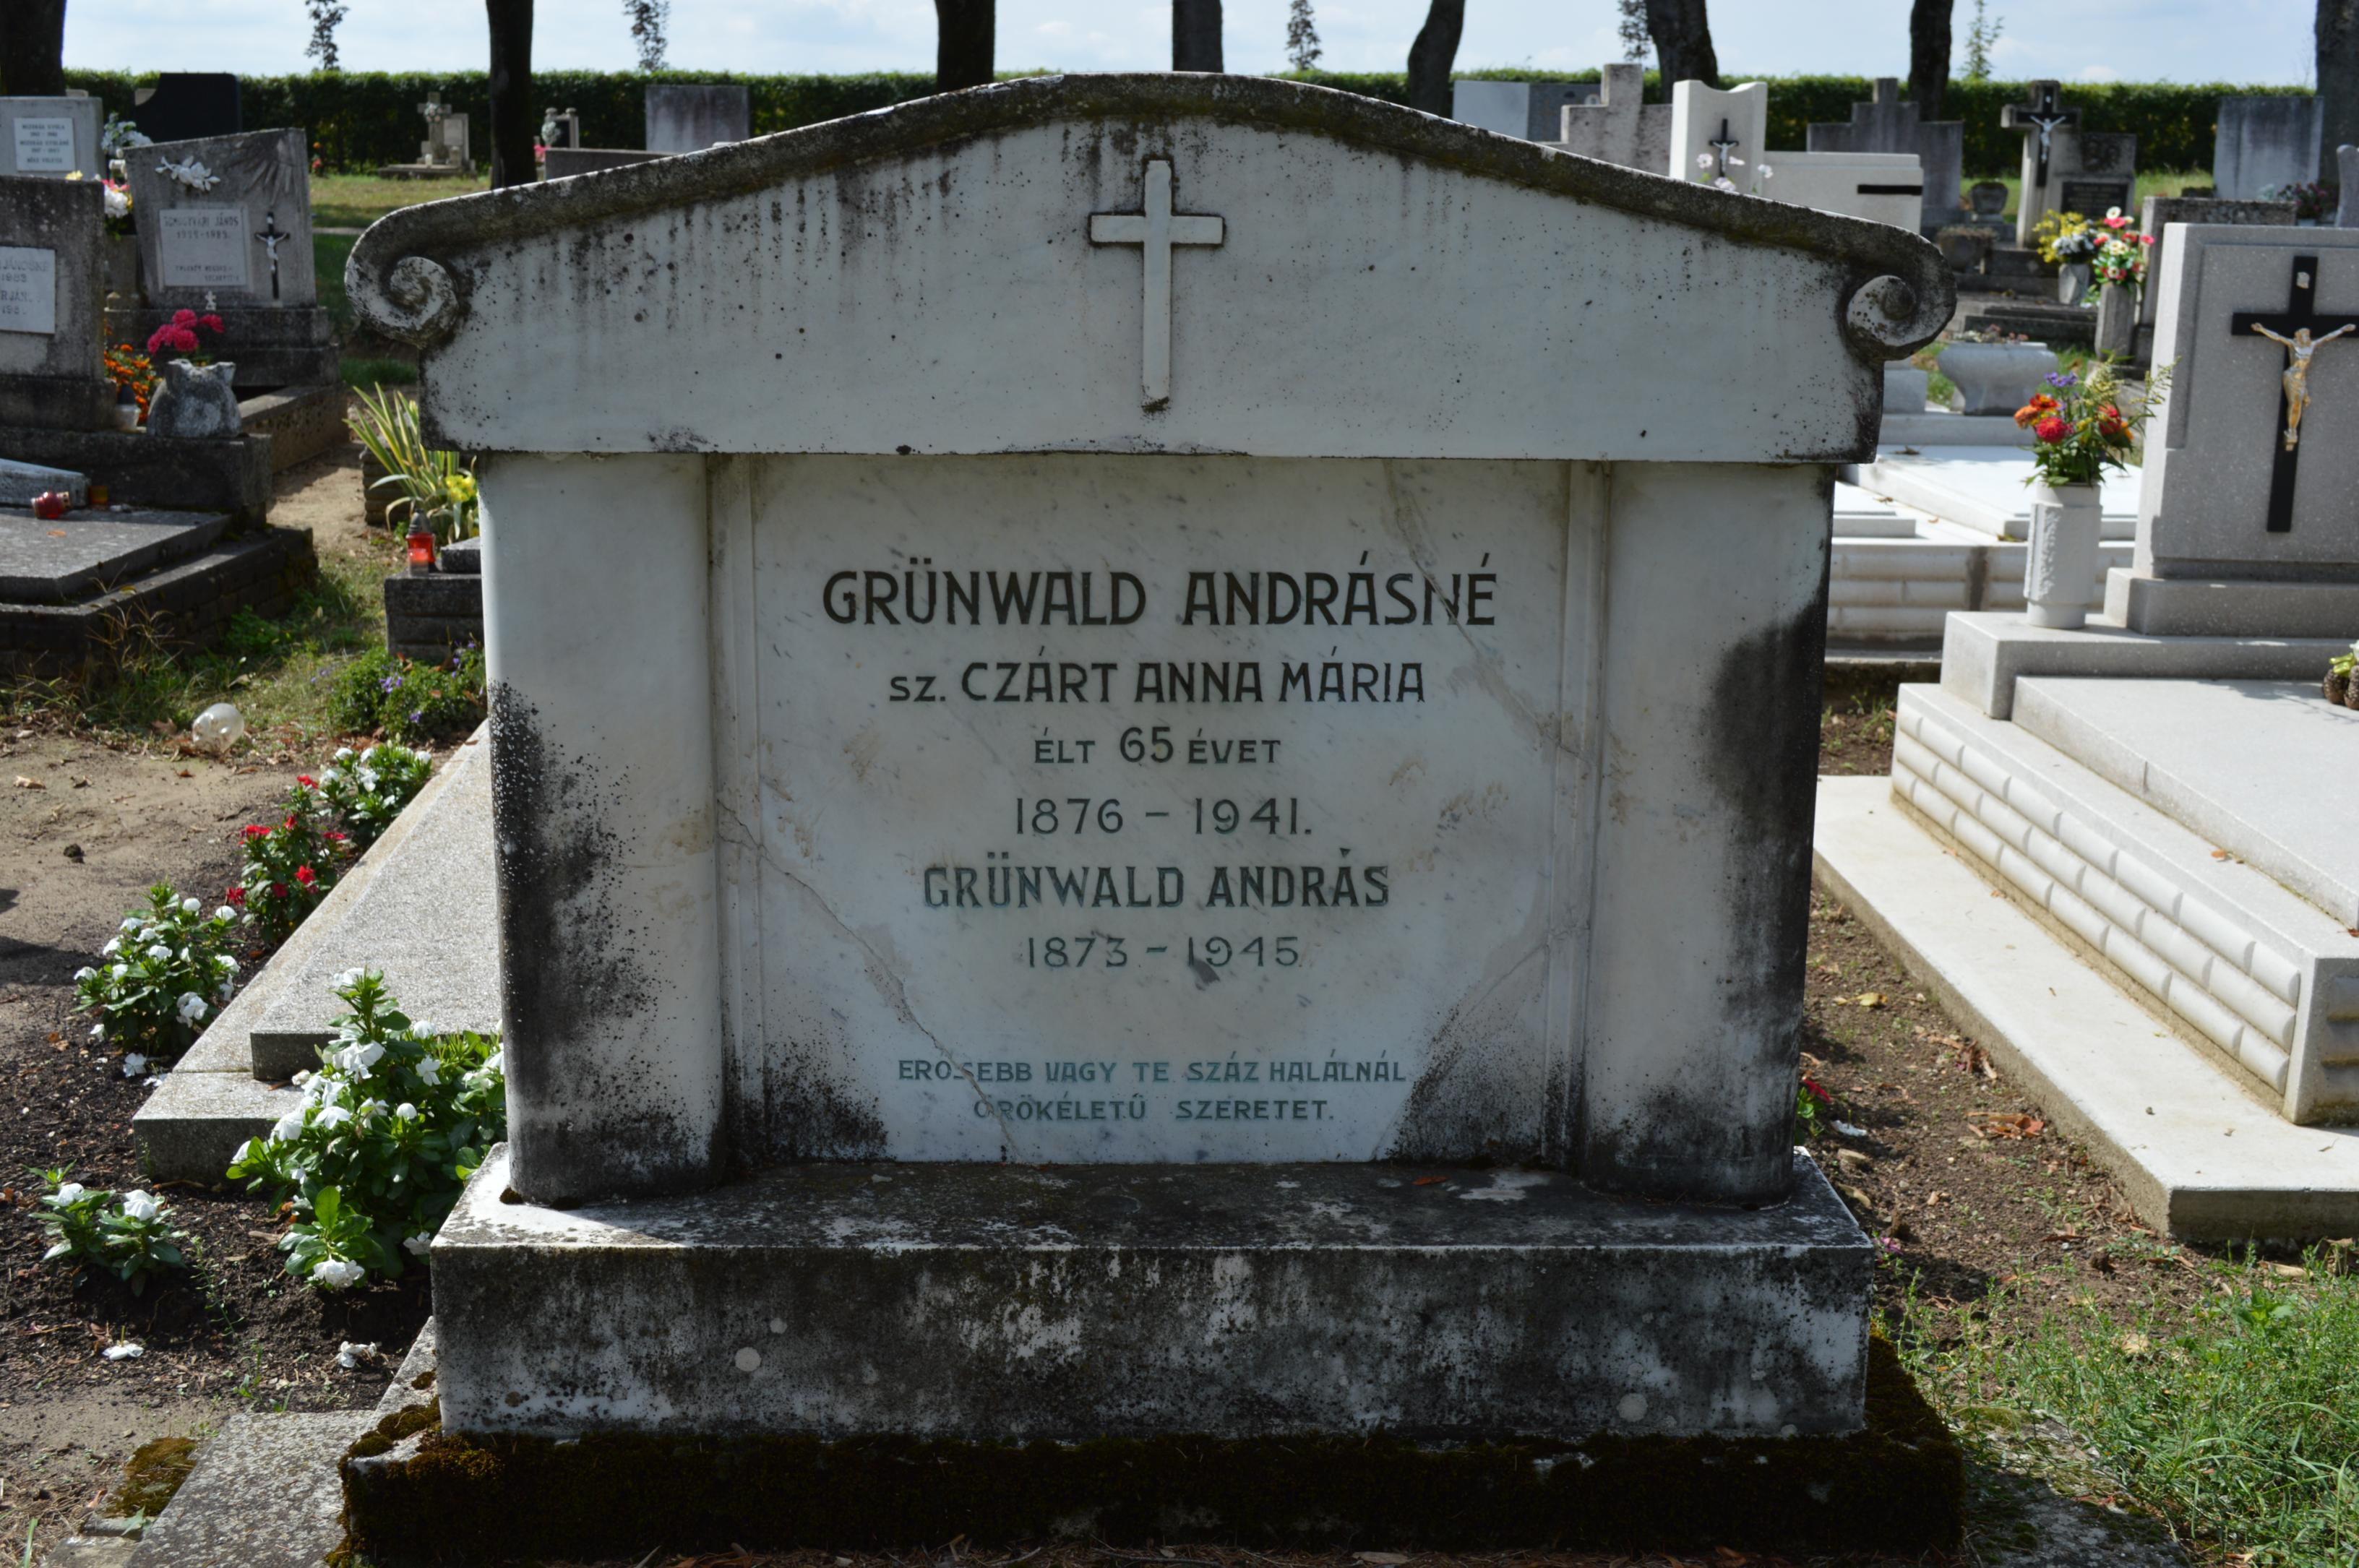 GRÜNWALD ANDRÁSNÉ
SZ. CZÁRT ANNA MÁRIA
ÉLT 65 ÉVET
1876 – 1941.
GRÜNWALD ANDRÁS
1873 – 1945.
EROSEBB VAGY TE SZÁZ HALÁLNÁL
ÖRÖKÉLETŰ SZERETET.